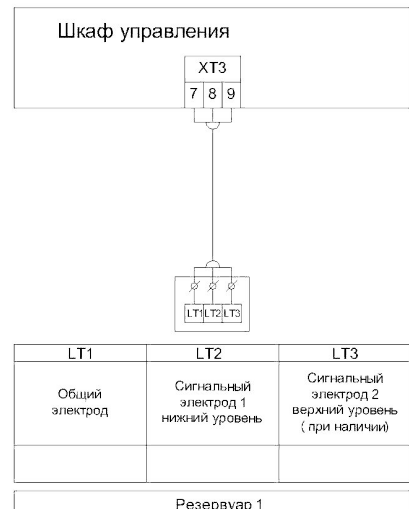 Шкаф управления
XT3
7 8 9
LT1 LT2 LT3
LT1 LT2 LT3
Общий
электрод
Сигнальный
электрод 1
нижний уровень
Сигнальный
электрод 2
верхний уровень
( при наличии)
Резервуар 1